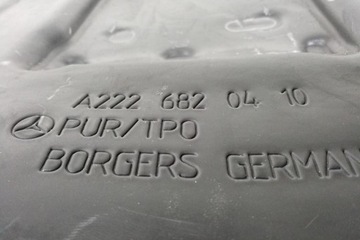 A222 682 04 10
PUR/TPO
BORGERS GERMAN